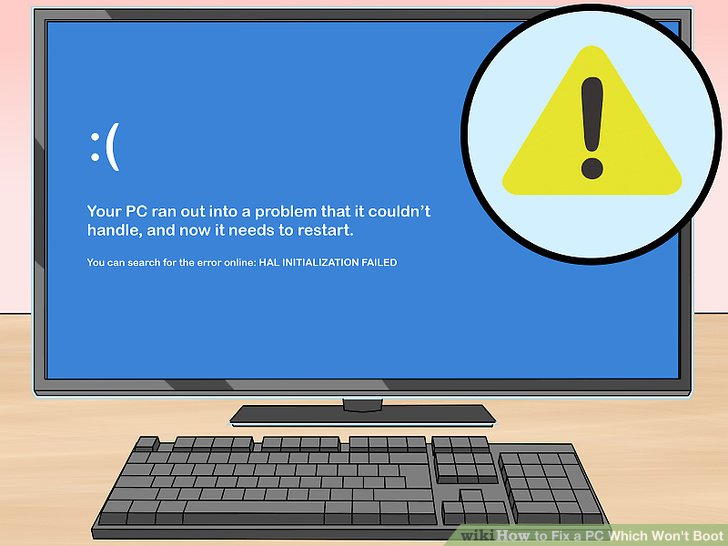 :(
Your PC ran out into a problem that it couldn't
handle, and now it needs to restart.
You can search for the error online: HAL INITIALIZATION FAILED
wikiHow to Fix a PC Which Won't Boot